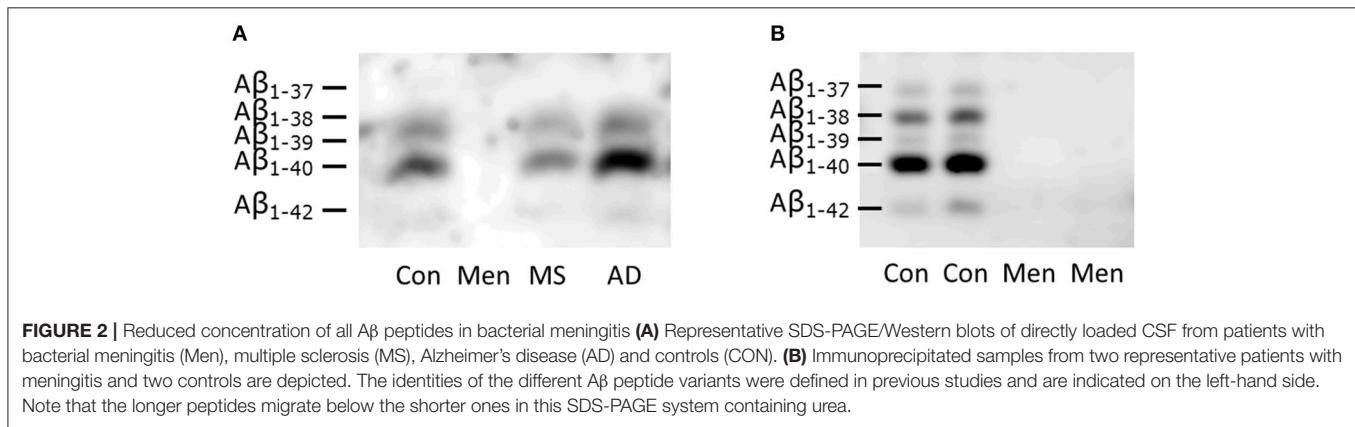 A
Aβ1–37
Aβ1–38
Aβ1–39
Aβ1–40
Aβ1–42
Con Men MS AD
B
Aβ1–37
Aβ1–38
Aβ1–39
Aβ1–40
Aβ1–42
Con Con Men Men
FIGURE 2 | Reduced concentration of all Aβ peptides in bacterial meningitis (A) Representative SDS-PAGE/Western blots of directly loaded CSF from patients with
bacterial meningitis (Men), multiple sclerosis (MS), Alzheimer's disease (AD) and controls (CON). (B) Immunoprecipitated samples from two representative patients with
meningitis and two controls are depicted. The identities of the different Aβ peptide variants were defined in previous studies and are indicated on the left-hand side.
Note that the longer peptides migrate below the shorter ones in this SDS-PAGE system containing urea.